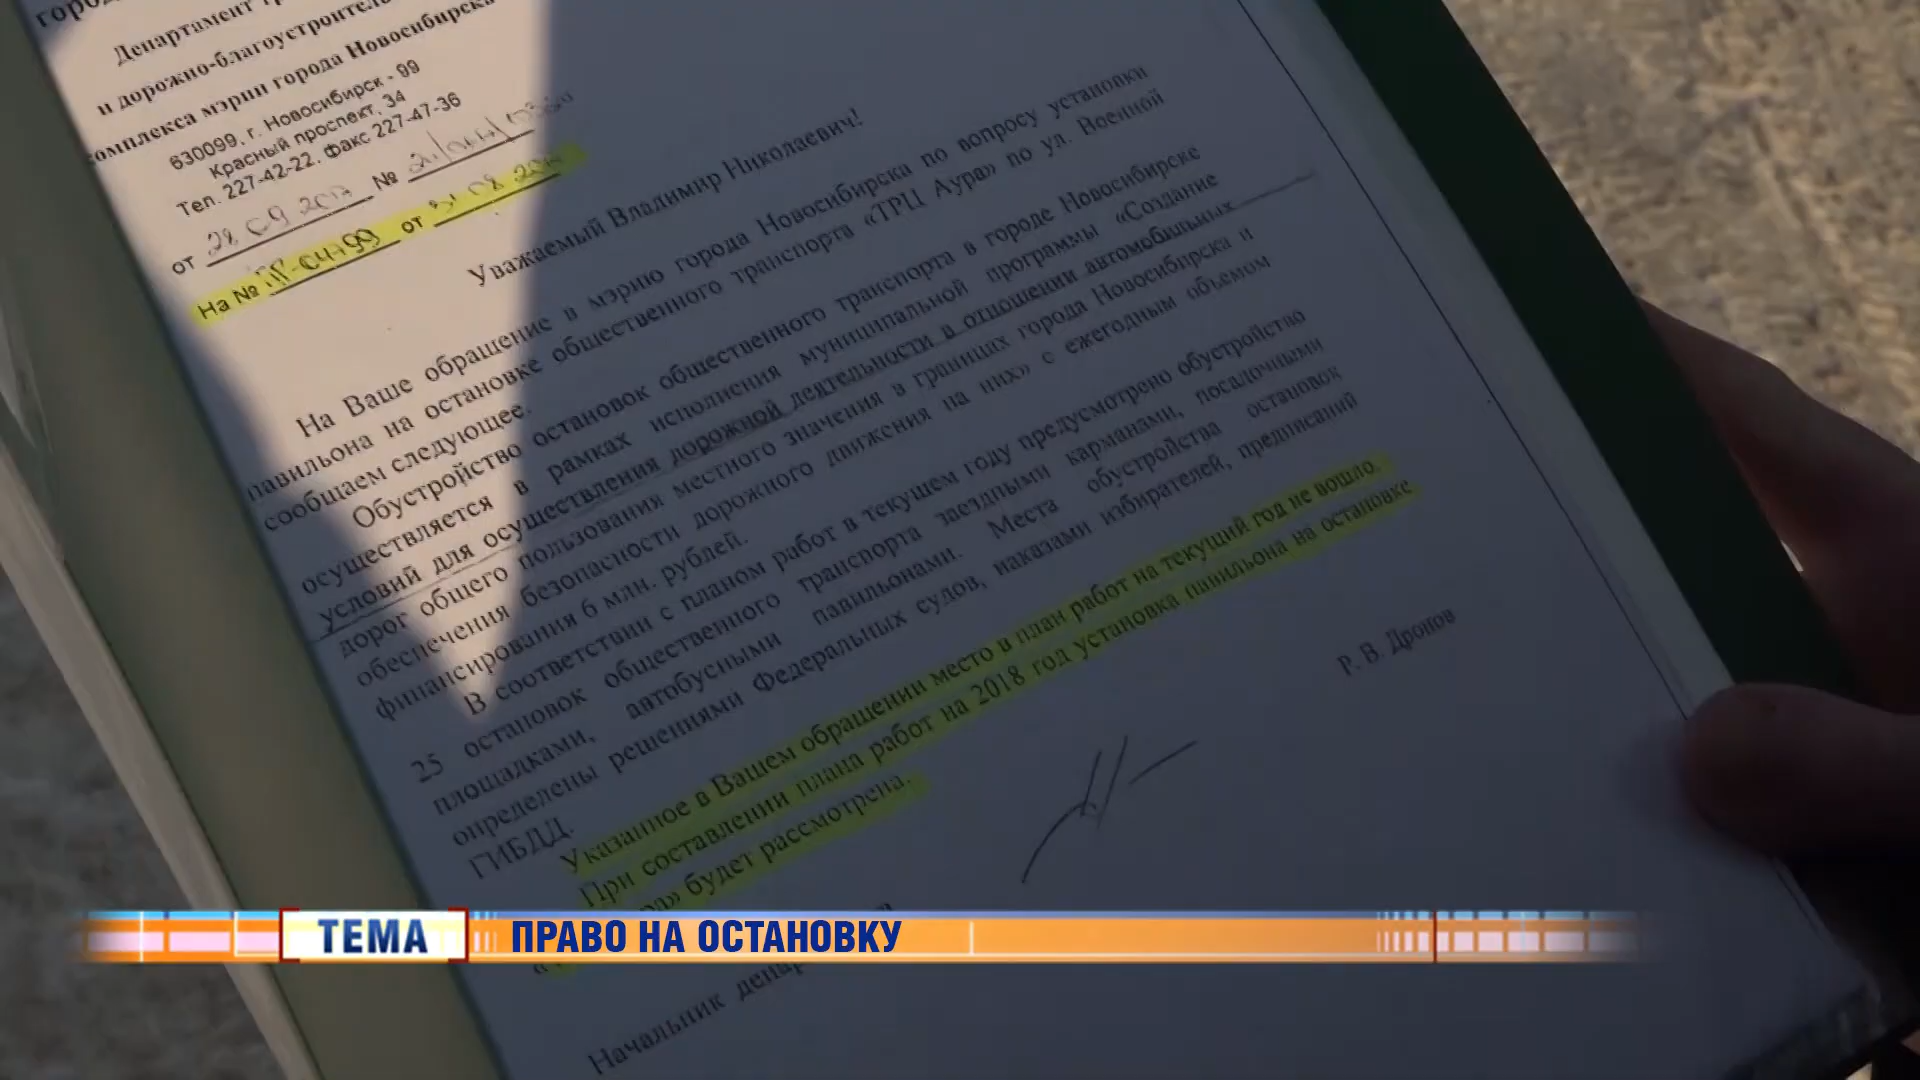 Департамент
и дорожно-благоустроитель
комплекса мэрии города Новосибирска
630099, г. Новосибирск - 99
Красный проспект, 34
Тел. 227-42-22. Факс 227-47-36
от 28 09 2017 №
На № от
Уважаемый Владимир Николаевич!
На Ваше обращение в мэрию города Новосибирска по вопросу установки
павильона на остановке общественного транспорта «ТРЦ Аура» по ул. Военной
сообщаем следующее.
Обустройство остановок общественного транспорта в городе Новосибирске
осуществляется в рамках исполнения муниципальной программы «Создание
условий для осуществления дорожной деятельности в отношении автомобильных
дорог общего пользования местного значения в границах города Новосибирска и
обеспечения безопасности дорожного движения на них» с ежегодным объемом
финансирования 6 млн. рублей.
В соответствии с планом работ в текущем году предусмотрено обустройство
25 остановок общественного транспорта заездными карманами, посадочными
площадками, автобусными павильонами. Места обустройства остановок
определены решениями Федеральных судов, наказами избирателей, предписаний
ГИБДД.
Указанное в Вашем обращении место в план работ на текущий год не вошло.
При составлении плана работ на 2018 год установка павильона на остановке
будет рассмотрена.
Начальник
Р. В. Дронов
ТЕМА ПРАВО НА ОСТАНОВКУ